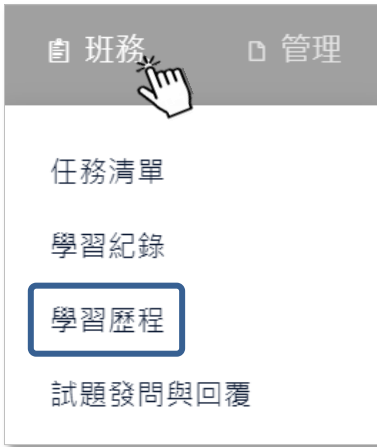 班務 管理
任務清單
學習紀錄
學習歷程
試題發問與回覆